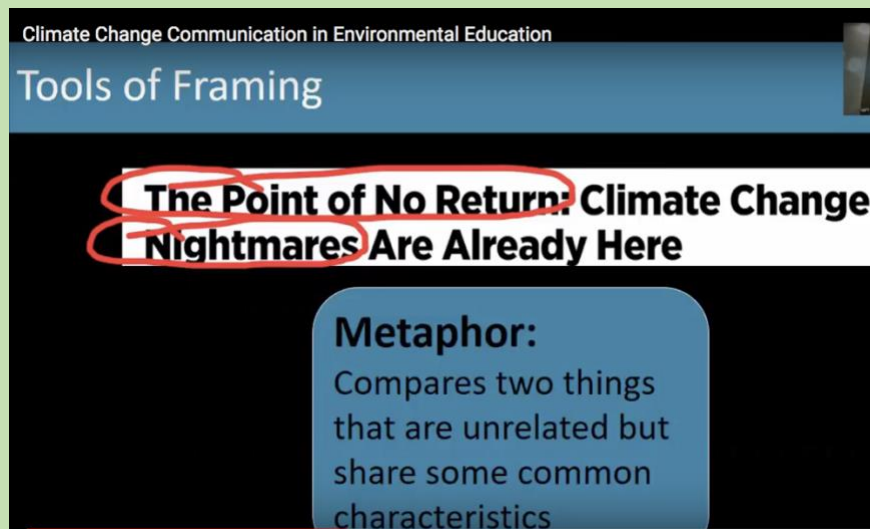 Climate Change Communication in Environmental Education
Tools of Framing
The Point of No Return: Climate Change
Nightmares Are Already Here
Metaphor:
Compares two things
that are unrelated but
share some common
characteristics